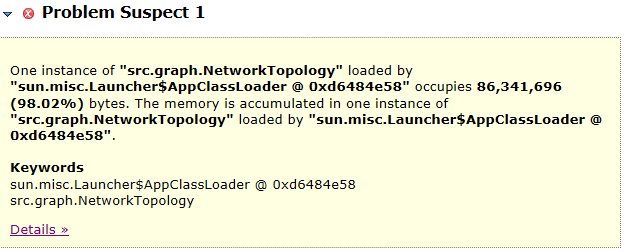 Problem Suspect 1
One instance of "src.graph.NetworkTopology" loaded by
"sun.misc.Launcher$AppClassLoader @ 0xd6484e58" occupies 86,341,696
(98.02%) bytes. The memory is accumulated in one instance of
"src.graph.NetworkTopology" loaded by "sun.misc.Launcher$AppClassLoader @
0xd6484e58".
Keywords
sun.misc.Launcher$AppClassLoader @ 0xd6484e58
src.graph.NetworkTopology
Details »